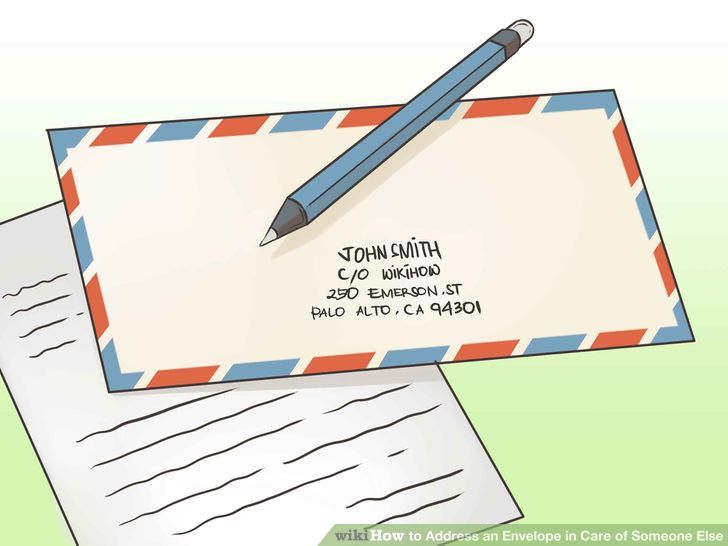 JOHN SMITH
C/O WIKIHOW
250 EMERSON.ST
PALO ALTO, CA 94301
wikiHow to Address an Envelope in Care of Someone Else